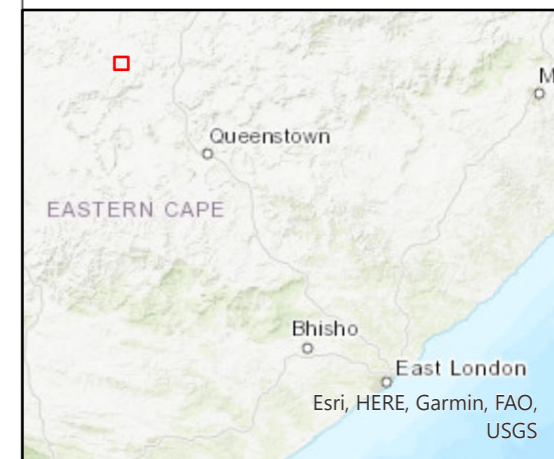 M
Queenstown
EASTERN CAPE
Bhisho
East London
Esri, HERE, Garmin, FAO,
USGS